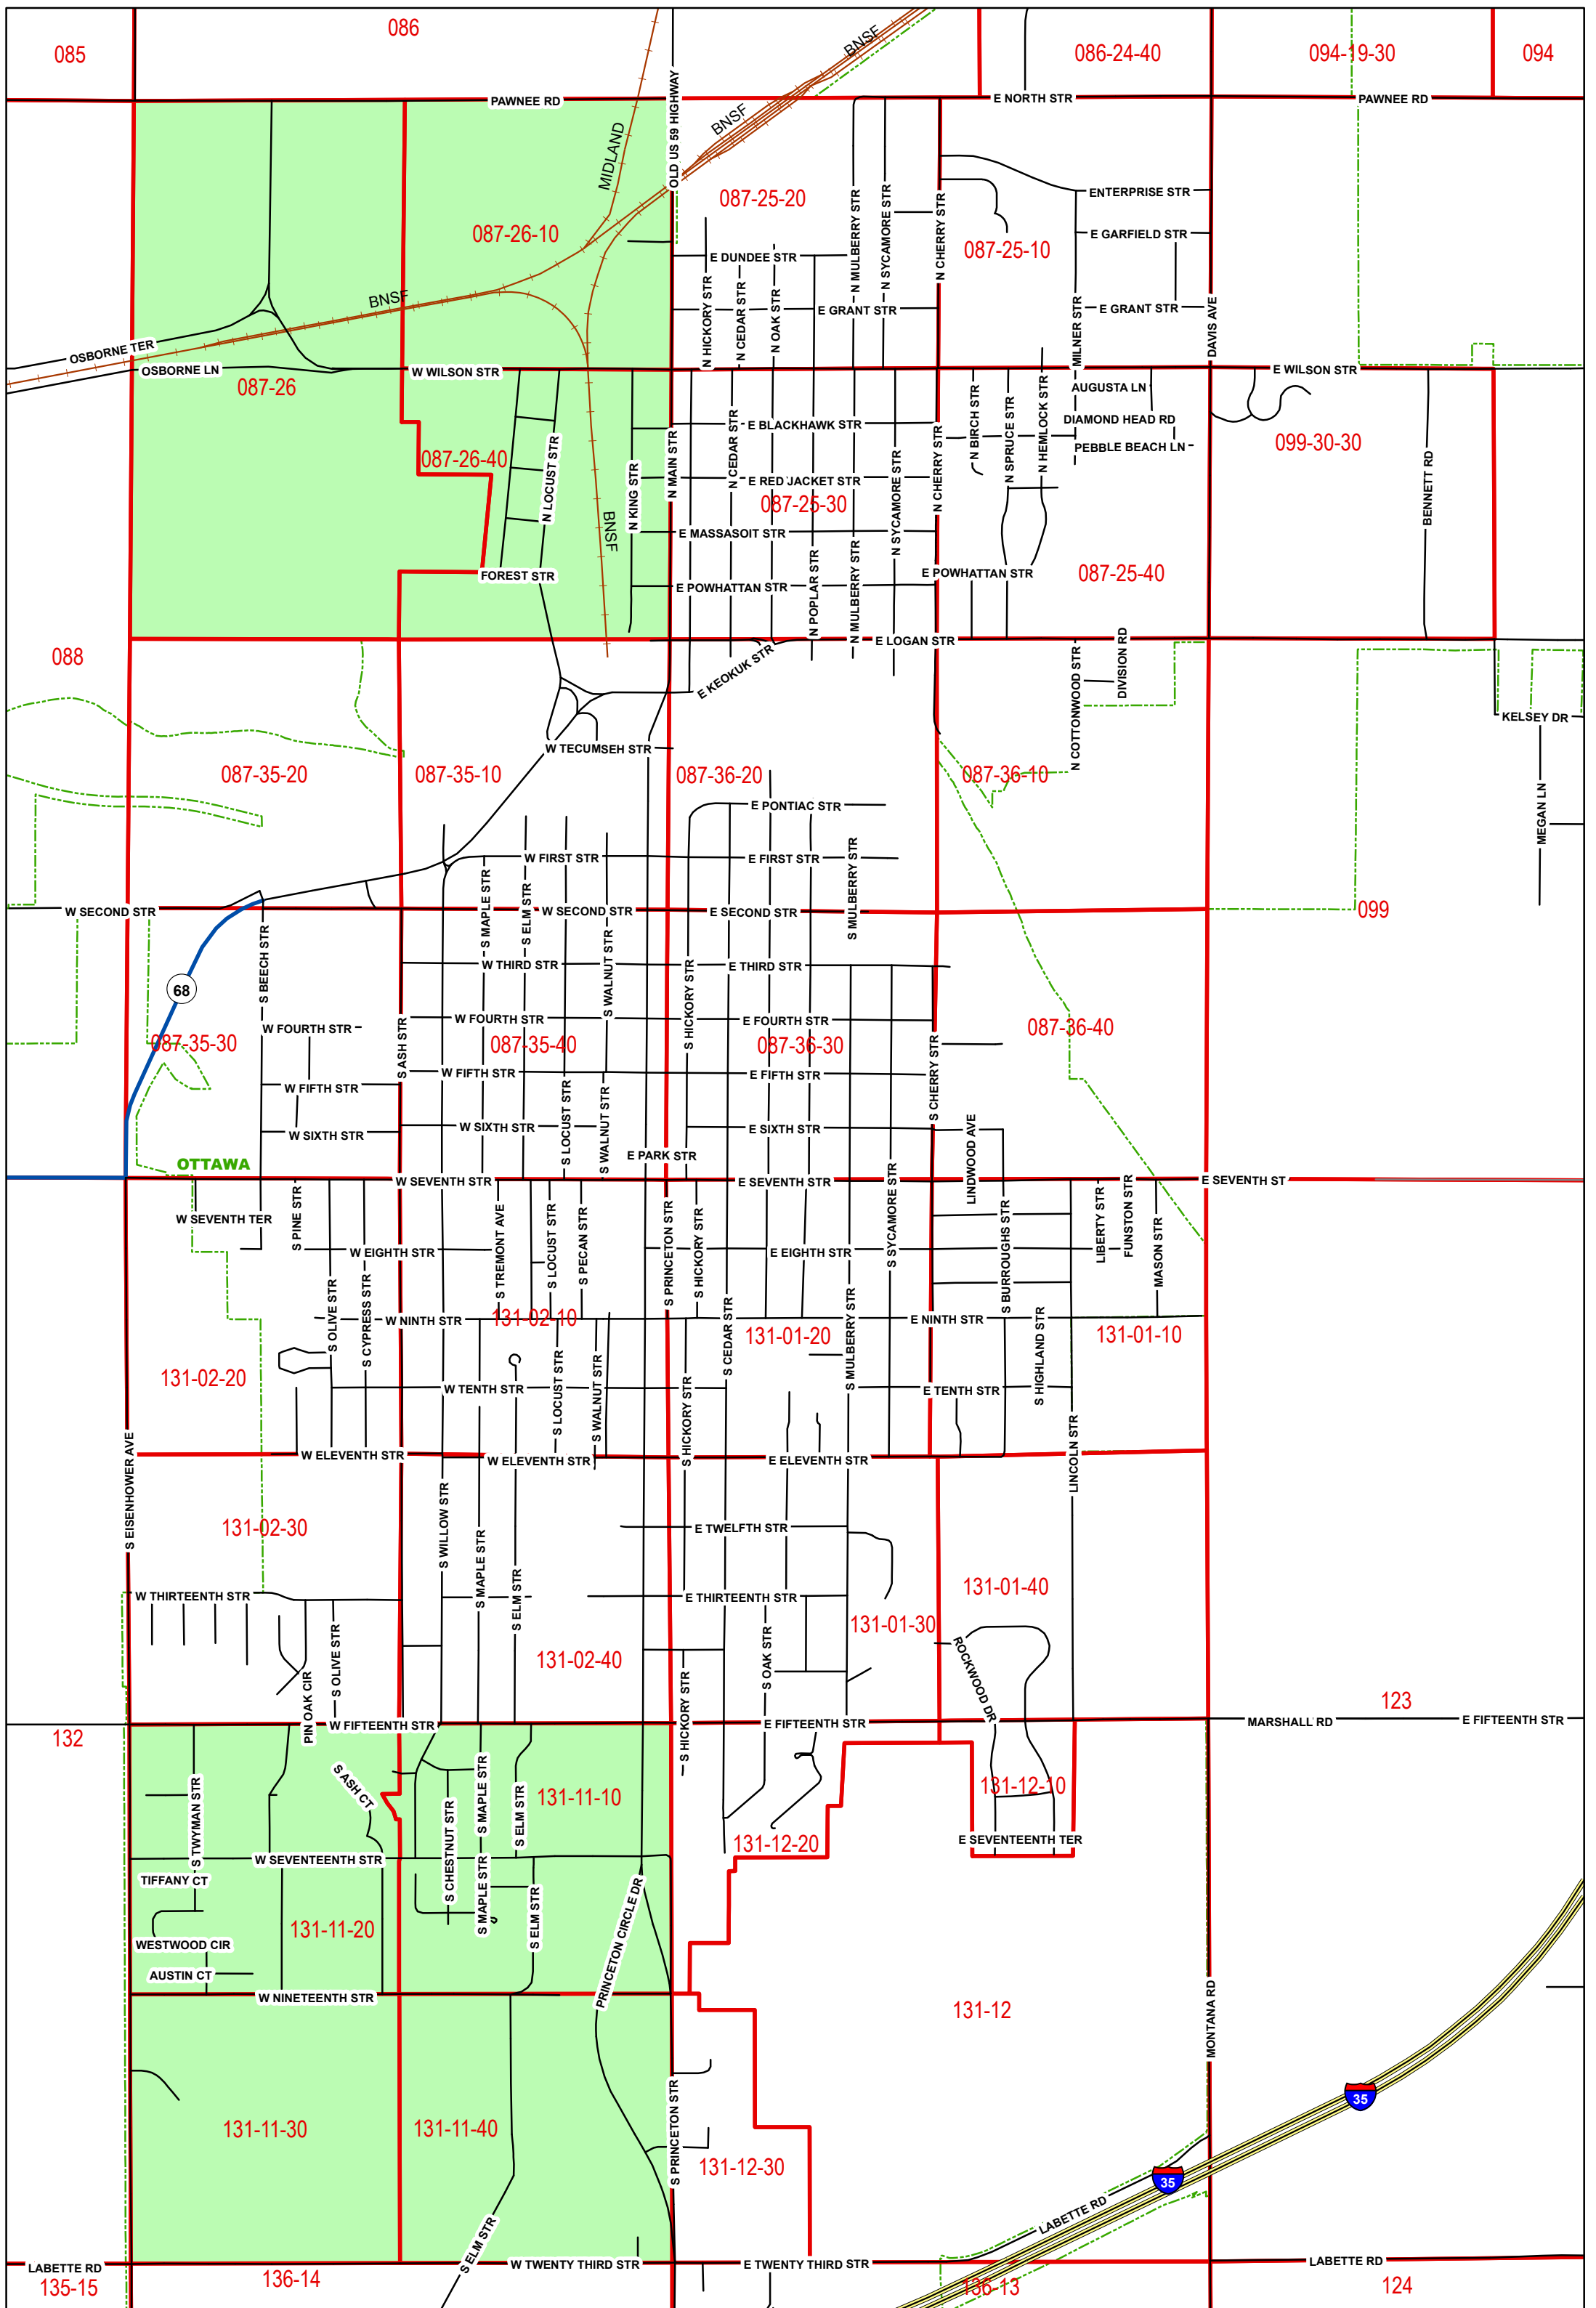 085
086
086-24-40
094-19-30
094
BNSF
BNSF
BNSF
BNSF
MIDLAND
OLD US 59 HIGHWAY
PAWNEE RD
E NORTH STR
PAWNEE RD
087-26-10
087-25-20
087-25-10
ENTERPRISE STR
E GARFIELD STR
E DUNDEE STR
E GRANT STR
E GRANT STR
N HICKORY STR
N CEDAR STR
N OAK STR
N MULBERRY STR
N SYCAMORE STR
N CHERRY STR
MILNER STR
DAVIS AVE
OSBORNE TER
OSBORNE LN
087-26
W WILSON STR
E WILSON STR
AUGUSTA LN
DIAMOND HEAD RD
PEBBLE BEACH LN
E BLACKHAWK STR
087-26-40
E RED JACKET STR
087-25-30
099-30-30
N LOCUST STR
N KING STR
N MAIN STR
N CEDAR STR
N SYCAMORE STR
N CHERRY STR
N BIRCH STR
N SPRUCE STR
N HEMLOCK STR
BENNETT RD
E MASSASOIT STR
FOREST STR
E POWHATTAN STR
E POWHATTAN STR
087-25-40
N POPLAR STR
N MULBERRY STR
088
E LOGAN STR
E KEOKUK STR
N COTTONWOOD STR
DIVISION RD
KELSEY DR
MEGAN LN
W TECUMSEH STR
087-35-20
087-35-10
087-36-20
087-36-10
E PONTIAC STR
W FIRST STR
E FIRST STR
W SECOND STR
W SECOND STR
E SECOND STR
099
S BEECH STR
S MAPLE STR
S ELM STR
S WALNUT STR
S HICKORY STR
S MULBERRY STR
W THIRD STR
E THIRD STR
68
W FOURTH STR
W FOURTH STR
E FOURTH STR
087-35-30
087-35-40
087-36-30
087-36-40
S ASH STR
S CHERRY STR
W FIFTH STR
W FIFTH STR
E FIFTH STR
S LOCUST STR
S WALNUT STR
W SIXTH STR
W SIXTH STR
E SIXTH STR
LINDWOOD AVE
OTTAWA
E PARK STR
W SEVENTH STR
E SEVENTH STR
E SEVENTH ST
W SEVENTH TER
S PINE STR
W EIGHTH STR
E EIGHTH STR
S OLIVE STR
S CYPRESS STR
S TREMONT AVE
S LOCUST STR
S PECAN STR
S PRINCETON STR
S HICKORY STR
S SYCAMORE STR
S BURROUGHS STR
LIBERTY STR
FUNSTON STR
MASON STR
W NINTH STR
131-02-10
E NINTH STR
131-01-20
131-01-10
131-02-20
S LOCUST STR
S WALNUT STR
S HICKORY STR
S CEDAR STR
S MULBERRY STR
S HIGHLAND STR
W TENTH STR
E TENTH STR
S EISENHOWER AVE
W ELEVENTH STR
W ELEVENTH STR
E ELEVENTH STR
LINCOLN STR
131-02-30
E TWELFTH STR
S WILLOW STR
S MAPLE STR
S ELM STR
W THIRTEENTH STR
E THIRTEENTH STR
131-01-40
131-01-30
131-02-40
PIN OAK CIR
S OLIVE STR
S HICKORY STR
S OAK STR
ROCKWOOD DR
123
132
W FIFTEENTH STR
E FIFTEENTH STR
MARSHALL RD
E FIFTEENTH STR
S TWYMAN STR
S ASH CT
S CHESTNUT STR
S MAPLE STR
S ELM STR
131-11-10
131-12-10
131-12-20
E SEVENTEENTH TER
W SEVENTEENTH STR
TIFFANY CT
S MAPLE STR
S ELM STR
PRINCETON CIRCLE DR
131-11-20
WESTWOOD CIR
AUSTIN CT
W NINETEENTH STR
131-12
MONTANA RD
35
131-11-30
131-11-40
S PRINCETON STR
131-12-30
35
LABETTE RD
S ELM STR
LABETTE RD
W TWENTY THIRD STR
E TWENTY THIRD STR
LABETTE RD
135-15
136-14
136-13
124